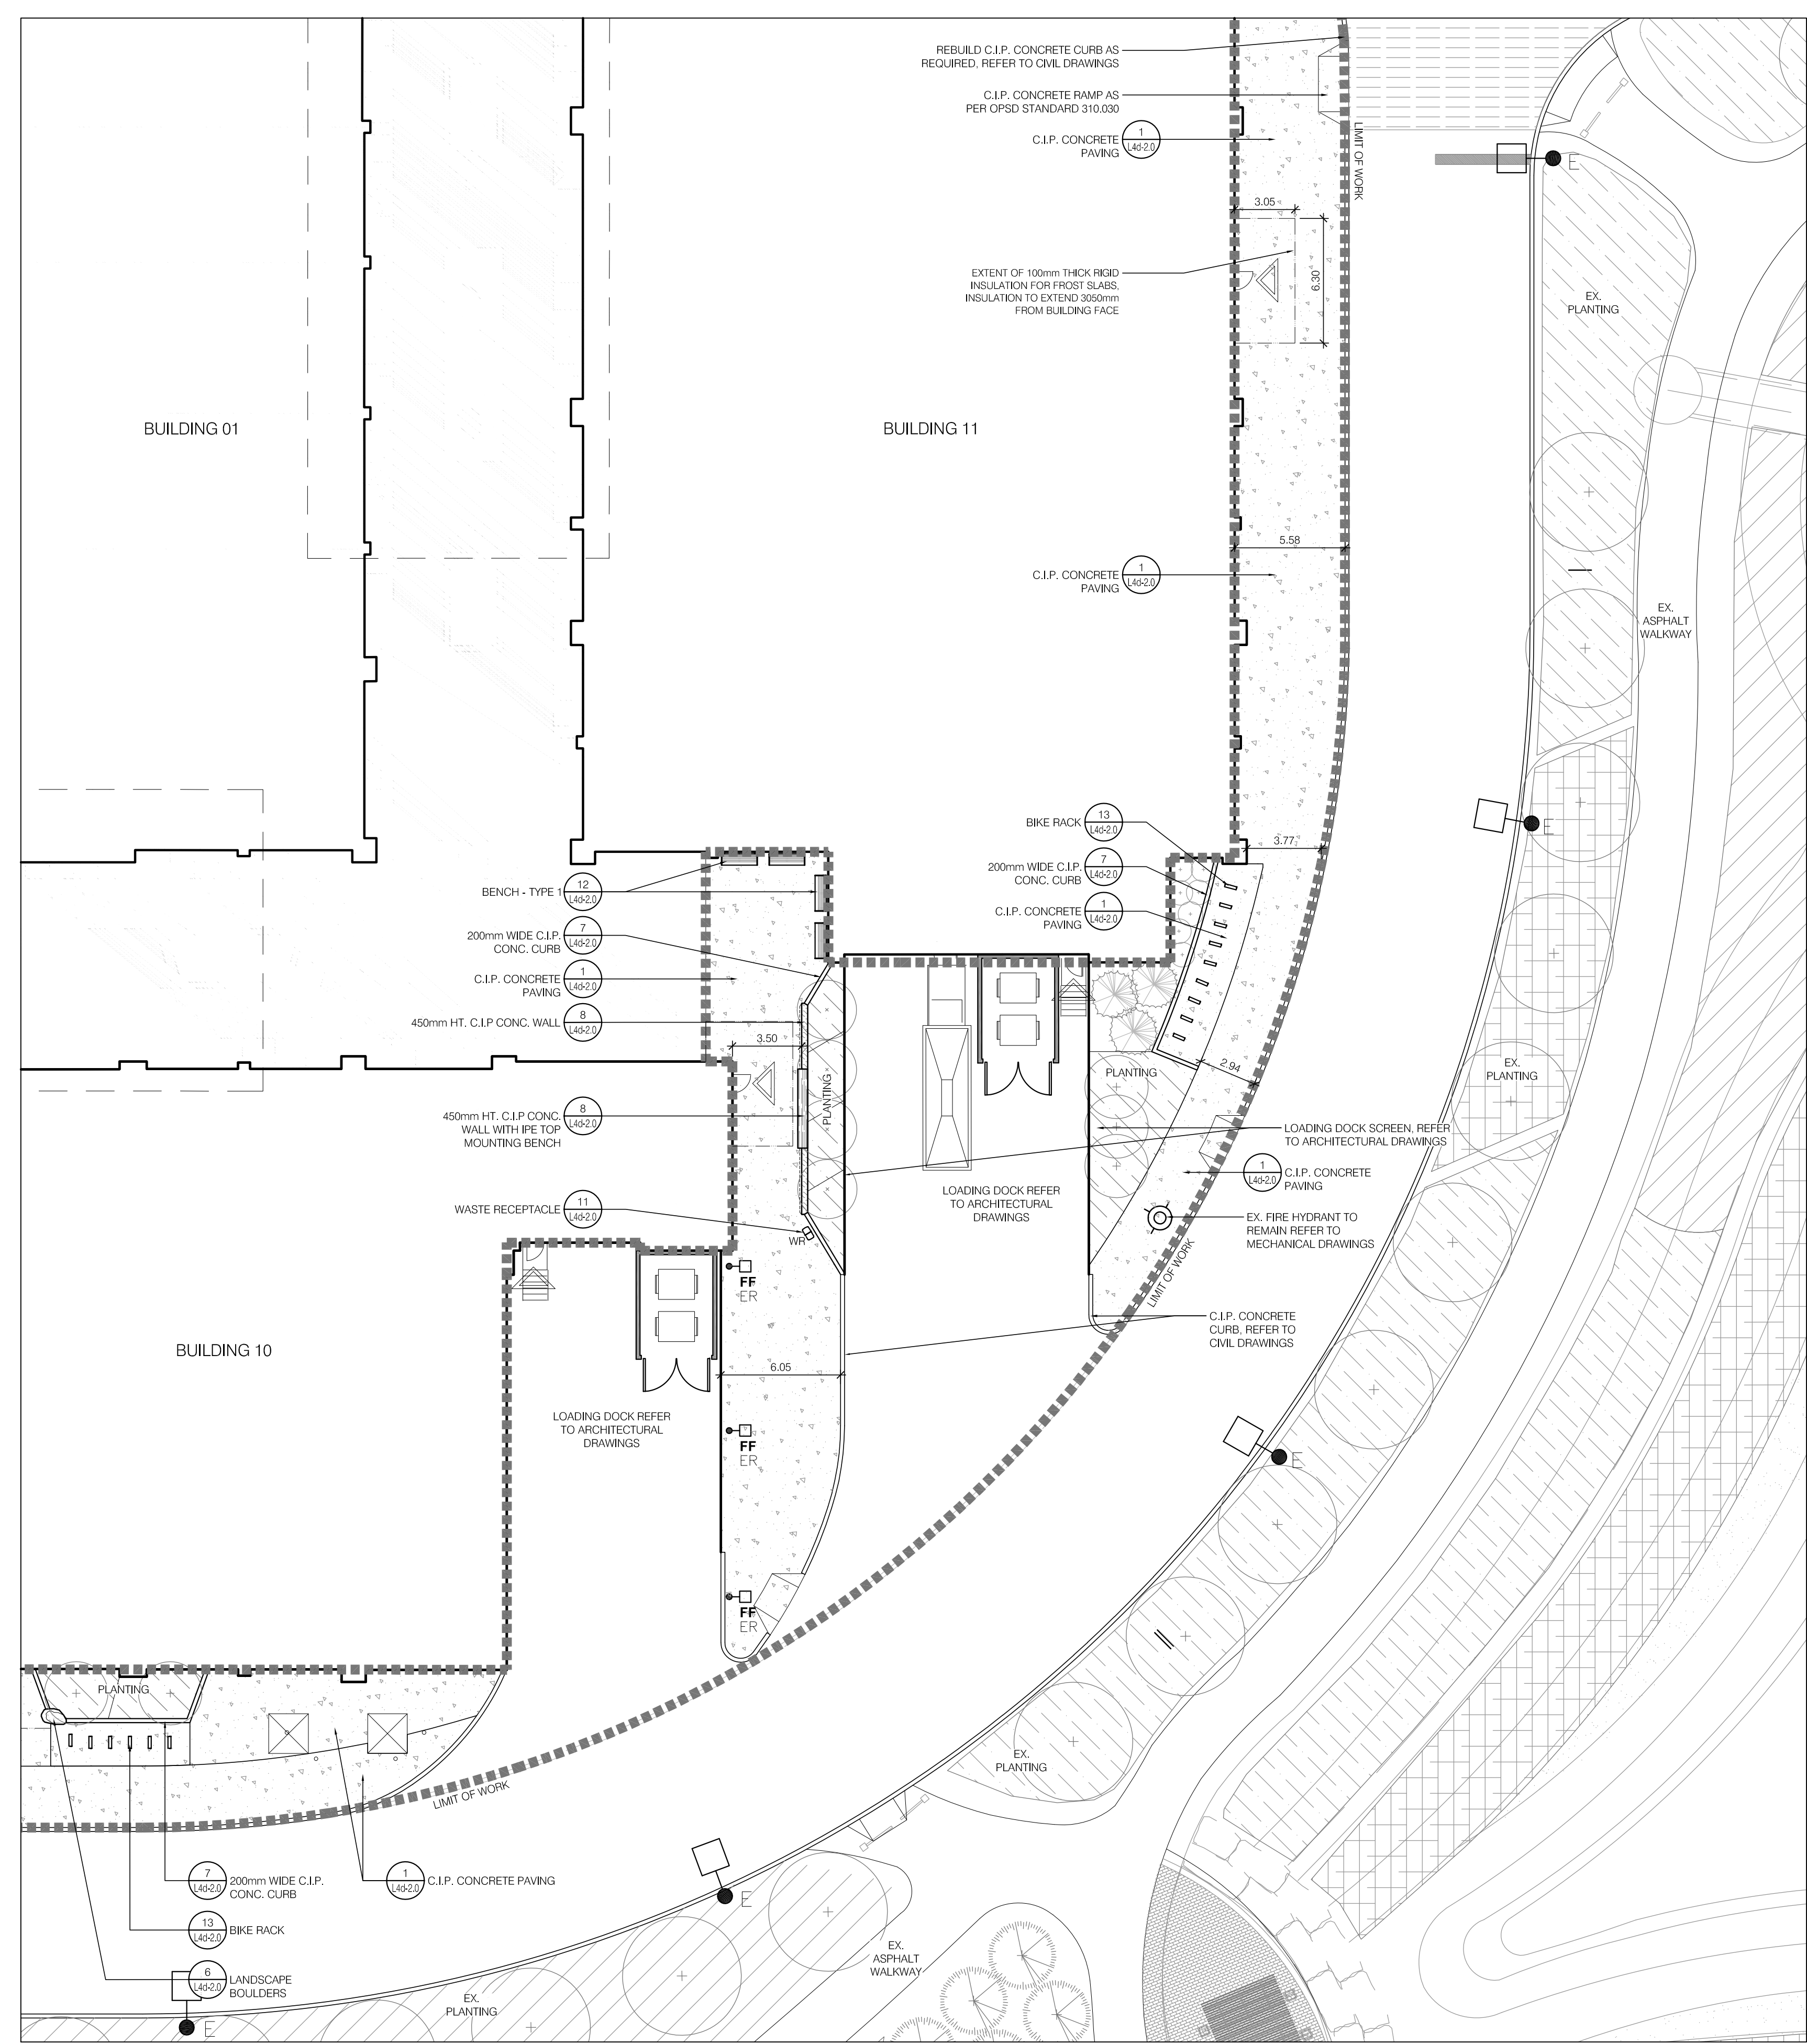 REBUILD C.I.P. CONCRETE CURB AS
REQUIRED, REFER TO CIVIL DRAWINGS
C.I.P. CONCRETE RAMP AS
PER OPSD STANDARD 310.030
C.I.P. CONCRETE
PAVING
1
L4d-2.0
LIMIT OF WORK
E
3.05
6.30
EXTENT OF 100mm THICK RIGID
INSULATION FOR FROST SLABS,
INSULATION TO EXTEND 3050mm
FROM BUILDING FACE
EX.
PLANTING
BUILDING 01
BUILDING 11
5.58
C.I.P. CONCRETE
PAVING
1
L4d-2.0
EX.
ASPHALT
WALKWAY
BIKE RACK
13
L4d-2.0
E
3.77
200mm WIDE C.I.P.
CONC. CURB
7
L4d-2.0
C.I.P. CONCRETE
PAVING
1
L4d-2.0
BENCH - TYPE 1
12
L4d-2.0
200mm WIDE C.I.P.
CONC. CURB
7
L4d-2.0
C.I.P. CONCRETE
PAVING
1
L4d-2.0
450mm HT. C.I.P CONC. WALL
8
L4d-2.0
3.50
PLANTING
PLANTING
2.94
EX.
PLANTING
450mm HT. C.I.P CONC.
WALL WITH IPE TOP
MOUNTING BENCH
8
L4d-2.0
LOADING DOCK SCREEN, REFER
TO ARCHITECTURAL DRAWINGS
1
L4d-2.0
C.I.P. CONCRETE
PAVING
LOADING DOCK REFER
TO ARCHITECTURAL
DRAWINGS
WASTE RECEPTACLE
11
L4d-2.0
WR
EX. FIRE HYDRANT TO
REMAIN REFER TO
MECHANICAL DRAWINGS
LIMIT OF WORK
FF
ER
C.I.P. CONCRETE
CURB, REFER TO
CIVIL DRAWINGS
BUILDING 10
6.05
LOADING DOCK REFER
TO ARCHITECTURAL
DRAWINGS
FF
ER
E
FF
ER
PLANTING
LIMIT OF WORK
EX.
PLANTING
7
L4d-2.0
200mm WIDE C.I.P.
CONC. CURB
1
L4d-2.0
C.I.P. CONCRETE PAVING
E
13
L4d-2.0
BIKE RACK
EX.
ASPHALT
WALKWAY
6
L4d-2.0
LANDSCAPE
BOULDERS
EX.
PLANTING
E